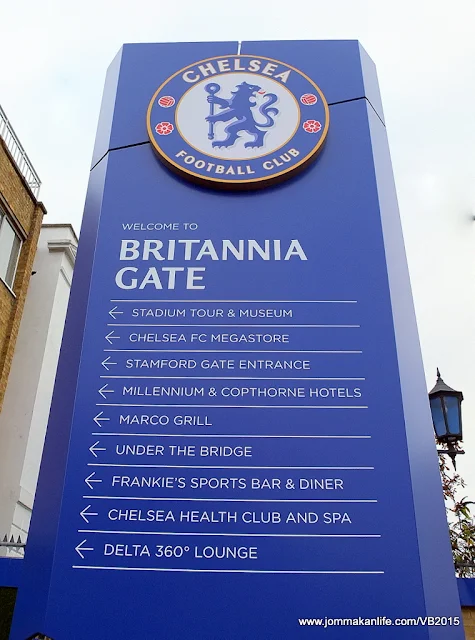 CHELSEA
FOOTBALL CLUB
WELCOME TO
BRITANNIA
GATE
← STADIUM TOUR & MUSEUM
← CHELSEA FC MEGASTORE
← STAMFORD GATE ENTRANCE
← MILLENNIUM & COPTHORNE HOTELS
← MARCO GRILL
← UNDER THE BRIDGE
← FRANKIE'S SPORTS BAR & DINER
← CHELSEA HEALTH CLUB AND SPA
← DELTA 360° LOUNGE
www.jommakanlife.com/VB2015